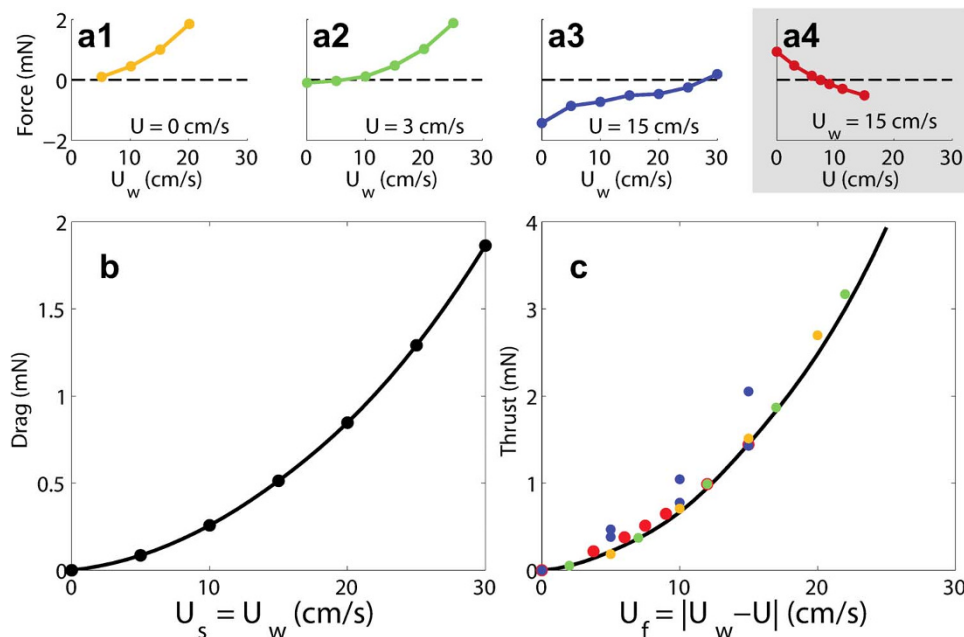 a1
a2
a3
a4
Force (mN)
2
0
−2
U = 0 cm/s
U = 3 cm/s
U = 15 cm/s
U_w = 15 cm/s
0 10 20 30
0 10 20 30
0 10 20 30
0 10 20 30
U_w (cm/s)
U_w (cm/s)
U_w (cm/s)
U (cm/s)
b
Drag (mN)
2
1.5
1
0.5
0
0 10 20 30
U_s = U_w (cm/s)
c
Thrust (mN)
4
3
2
1
0
0 10 20 30
U_f = |U_w −U| (cm/s)